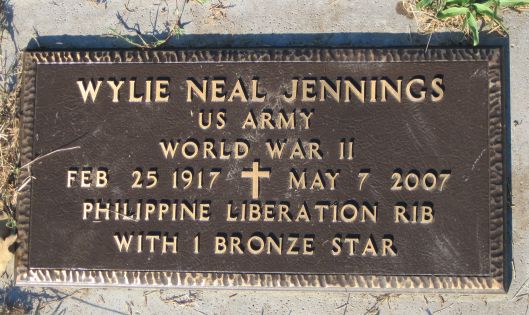 WYLIE NEAL JENNINGS
US ARMY
WORLD WAR II
FEB 25 1917 ✝ MAY 7 2007
PHILIPPINE LIBERATION RIB
WITH 1 BRONZE STAR